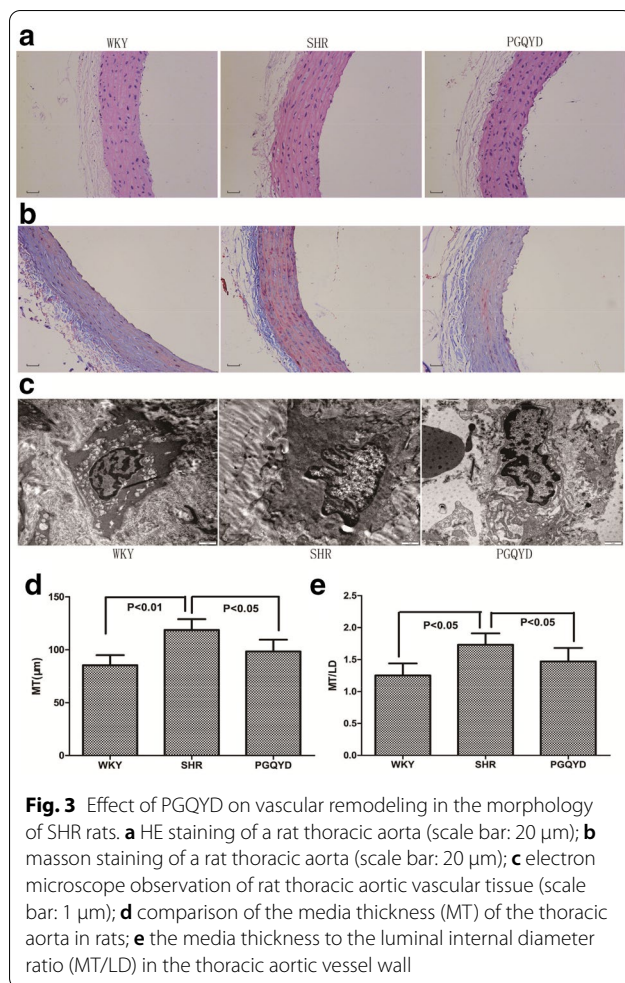 a
WKY SHR PGQYD
b
c
WKY SHR PGQYD
d
MT(μm)
150
100
50
0
P<0.01 P<0.05
WKY SHR PGQYD
e
MT/LD
2.5
2.0
1.5
1.0
0.5
0.0
P<0.05 P<0.05
WKY SHR PGQYD
Fig. 3 Effect of PGQYD on vascular remodeling in the morphology
of SHR rats. a HE staining of a rat thoracic aorta (scale bar: 20 μm); b
masson staining of a rat thoracic aorta (scale bar: 20 μm); c electron
microscope observation of rat thoracic aortic vascular tissue (scale
bar: 1 μm); d comparison of the media thickness (MT) of the thoracic
aorta in rats; e the media thickness to the luminal internal diameter
ratio (MT/LD) in the thoracic aortic vessel wall